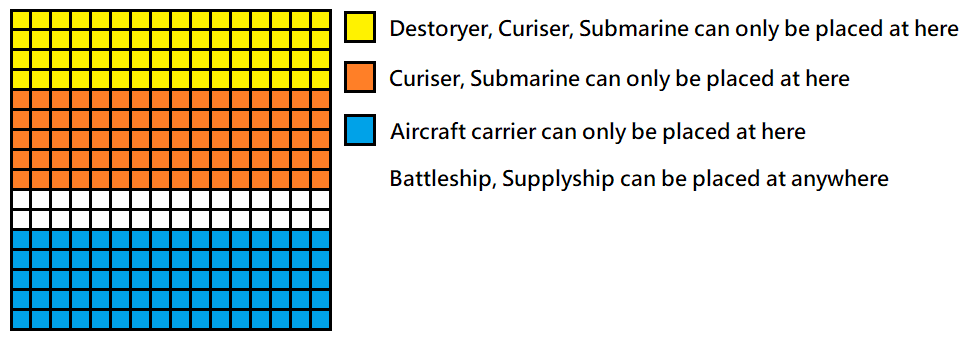 Destoryer, Curiser, Submarine can only be placed at here
Curiser, Submarine can only be placed at here
Aircraft carrier can only be placed at here
Battleship, Supplyship can be placed at anywhere